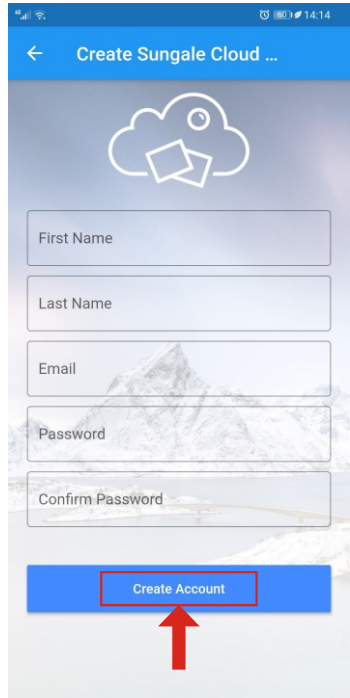 14:14
Create Sungale Cloud ...
First Name
Last Name
Email
Password
Confirm Password
Create Account